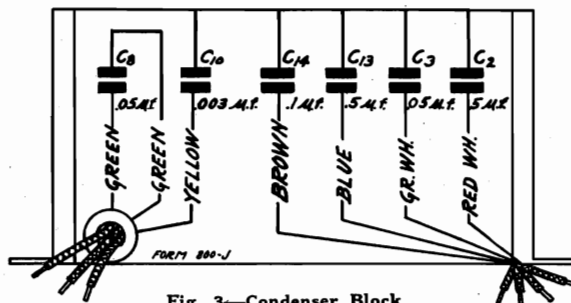 C8 C10 C14 C13 C3 C2
.05 M.f. .003 M.f. .1 M.f. .5 M.f. .05 M.f. .5 M.f.
GREEN GREEN YELLOW BROWN BLUE GR. WH. RED WH.
FORM 800-J
Fig. 3—Condenser Block